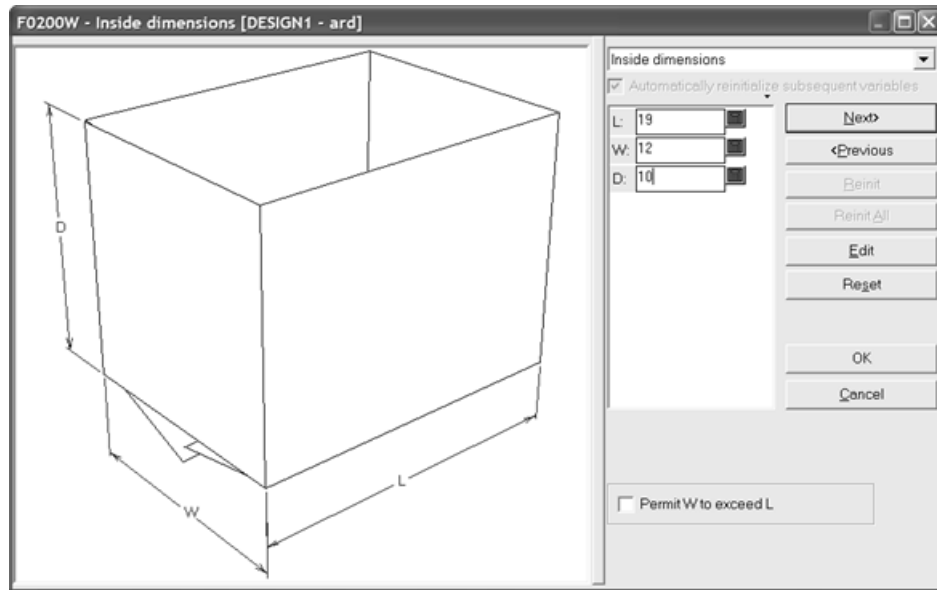 F0200W - Inside dimensions [DESIGN1 - ard]
Inside dimensions
Automatically reinitialize subsequent variables
L: 19
W: 12
D: 10
Next>
<Previous
Reinit
Reinit All
Edit
Reset
OK
Cancel
Permit W to exceed L
D
W
L